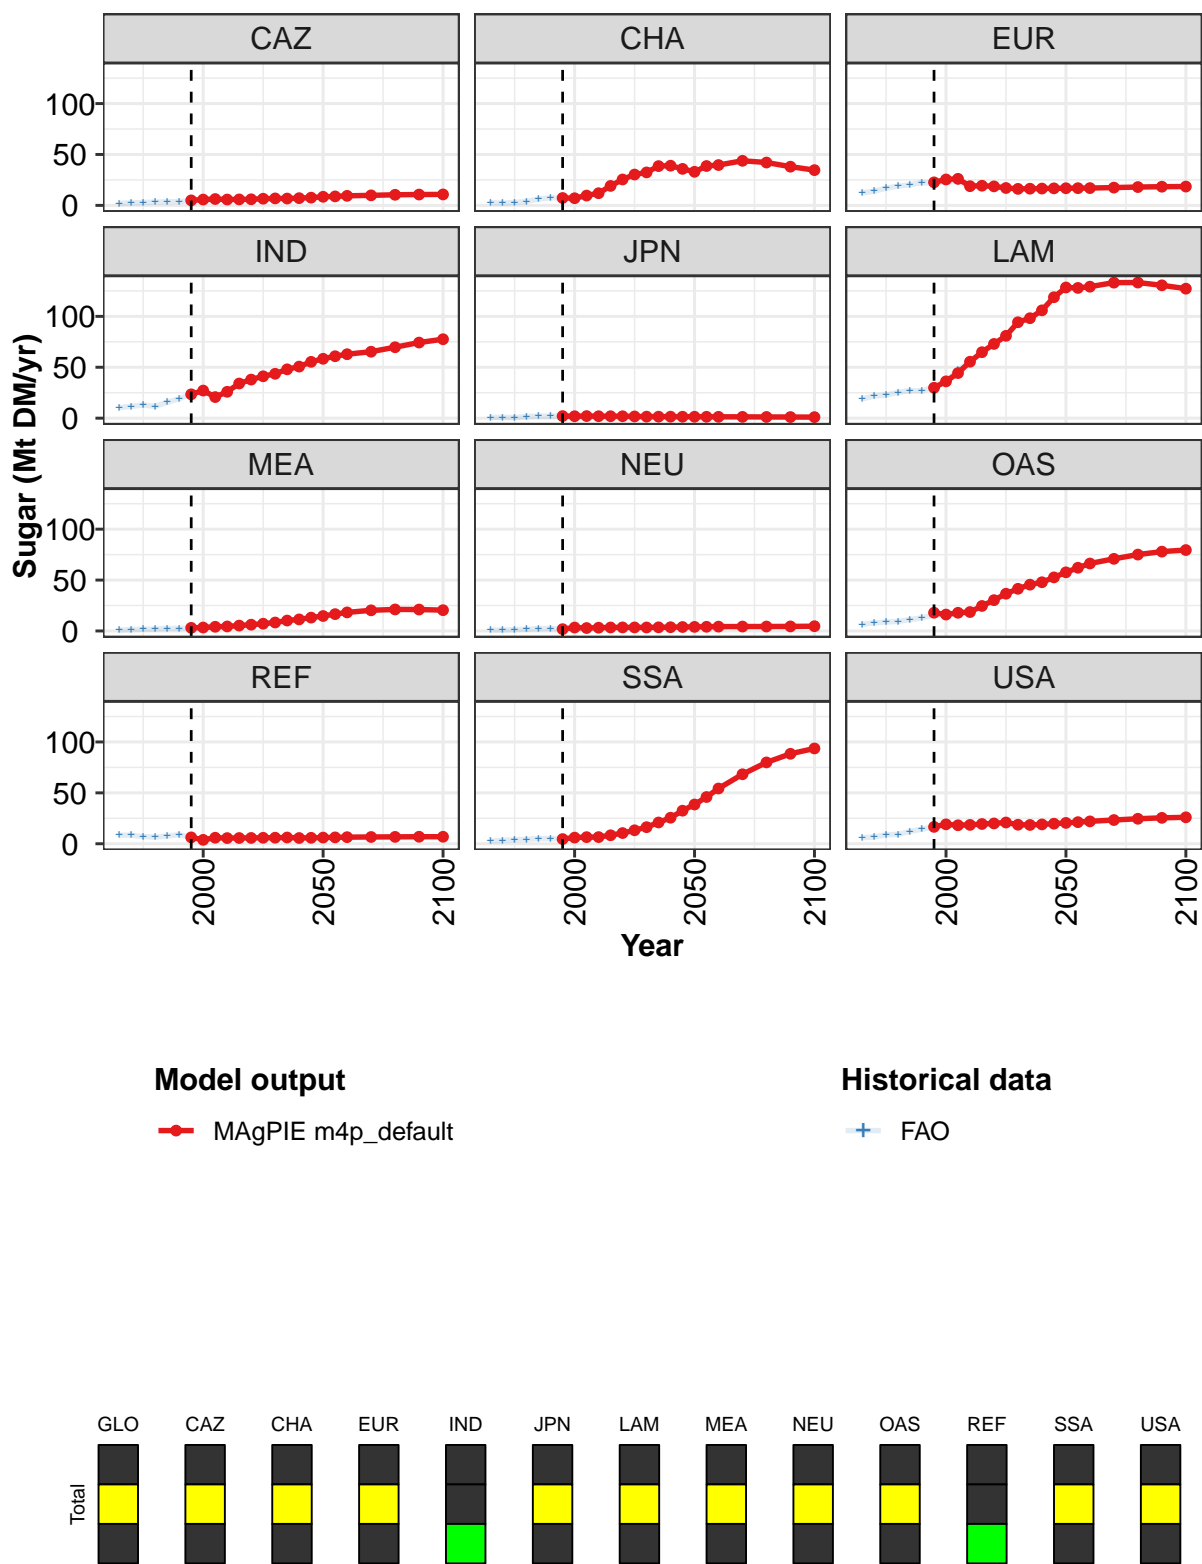 CAZ CHA EUR
100
50
0
IND JPN LAM
100
50
0
MEA NEU OAS
100
50
0
REF SSA USA
100
50
0
Sugar (Mt DM/yr)
2000 2050 2100 2000 2050 2100 2000 2050 2100
Year
Model output Historical data
MAgPIE m4p_default FAO
GLO CAZ CHA EUR IND JPN LAM MEA NEU OAS REF SSA USA
Total